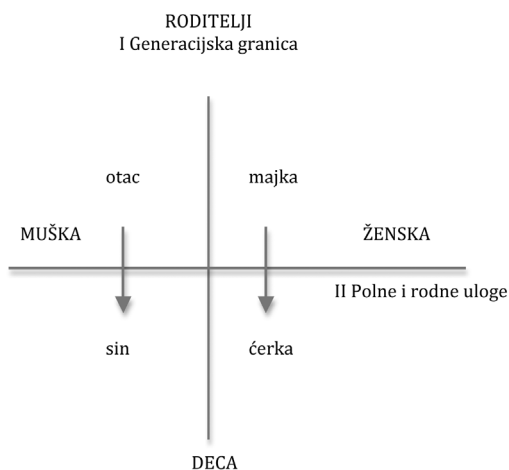 RODITELJI
I Generacijska granica
otac
majka
MUŠKA
ŽENSKA
II Polne i rodne uloge
sin
ćerka
DECA